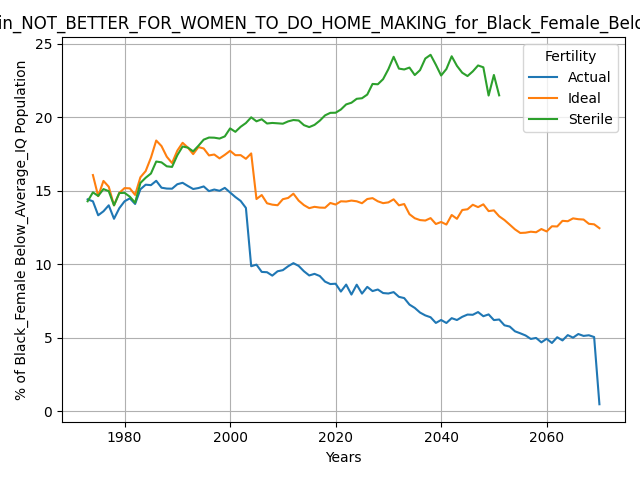 in_NOT_BETTER_FOR_WOMEN_TO_DO_HOME_MAKING_for_Black_Female_Belo
25
20
15
10
5
0
1980 2000 2020 2040 2060
Years
% of Black_Female Below_Average_IQ Population
Fertility
Actual
Ideal
Sterile